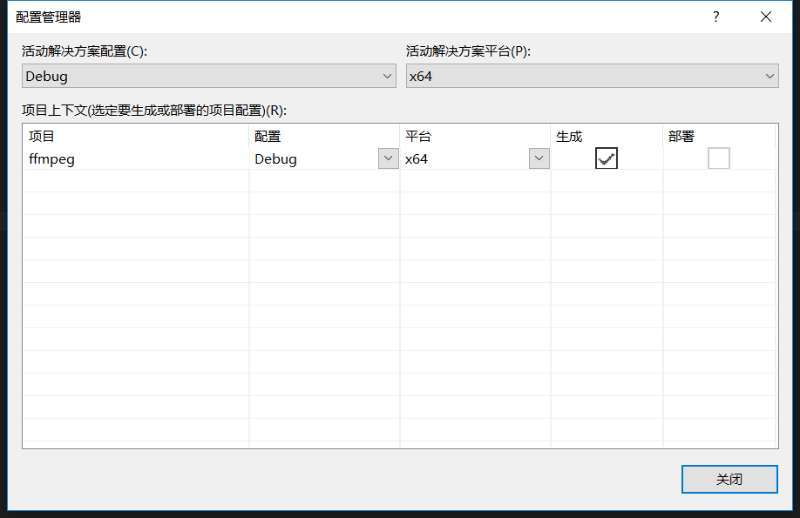 配置管理器
活动解决方案配置(C): 活动解决方案平台(P):
Debug x64
项目上下文(选定要生成或部署的项目配置)(R):
项目 配置 平台 生成 部署
ffmpeg Debug x64
关闭